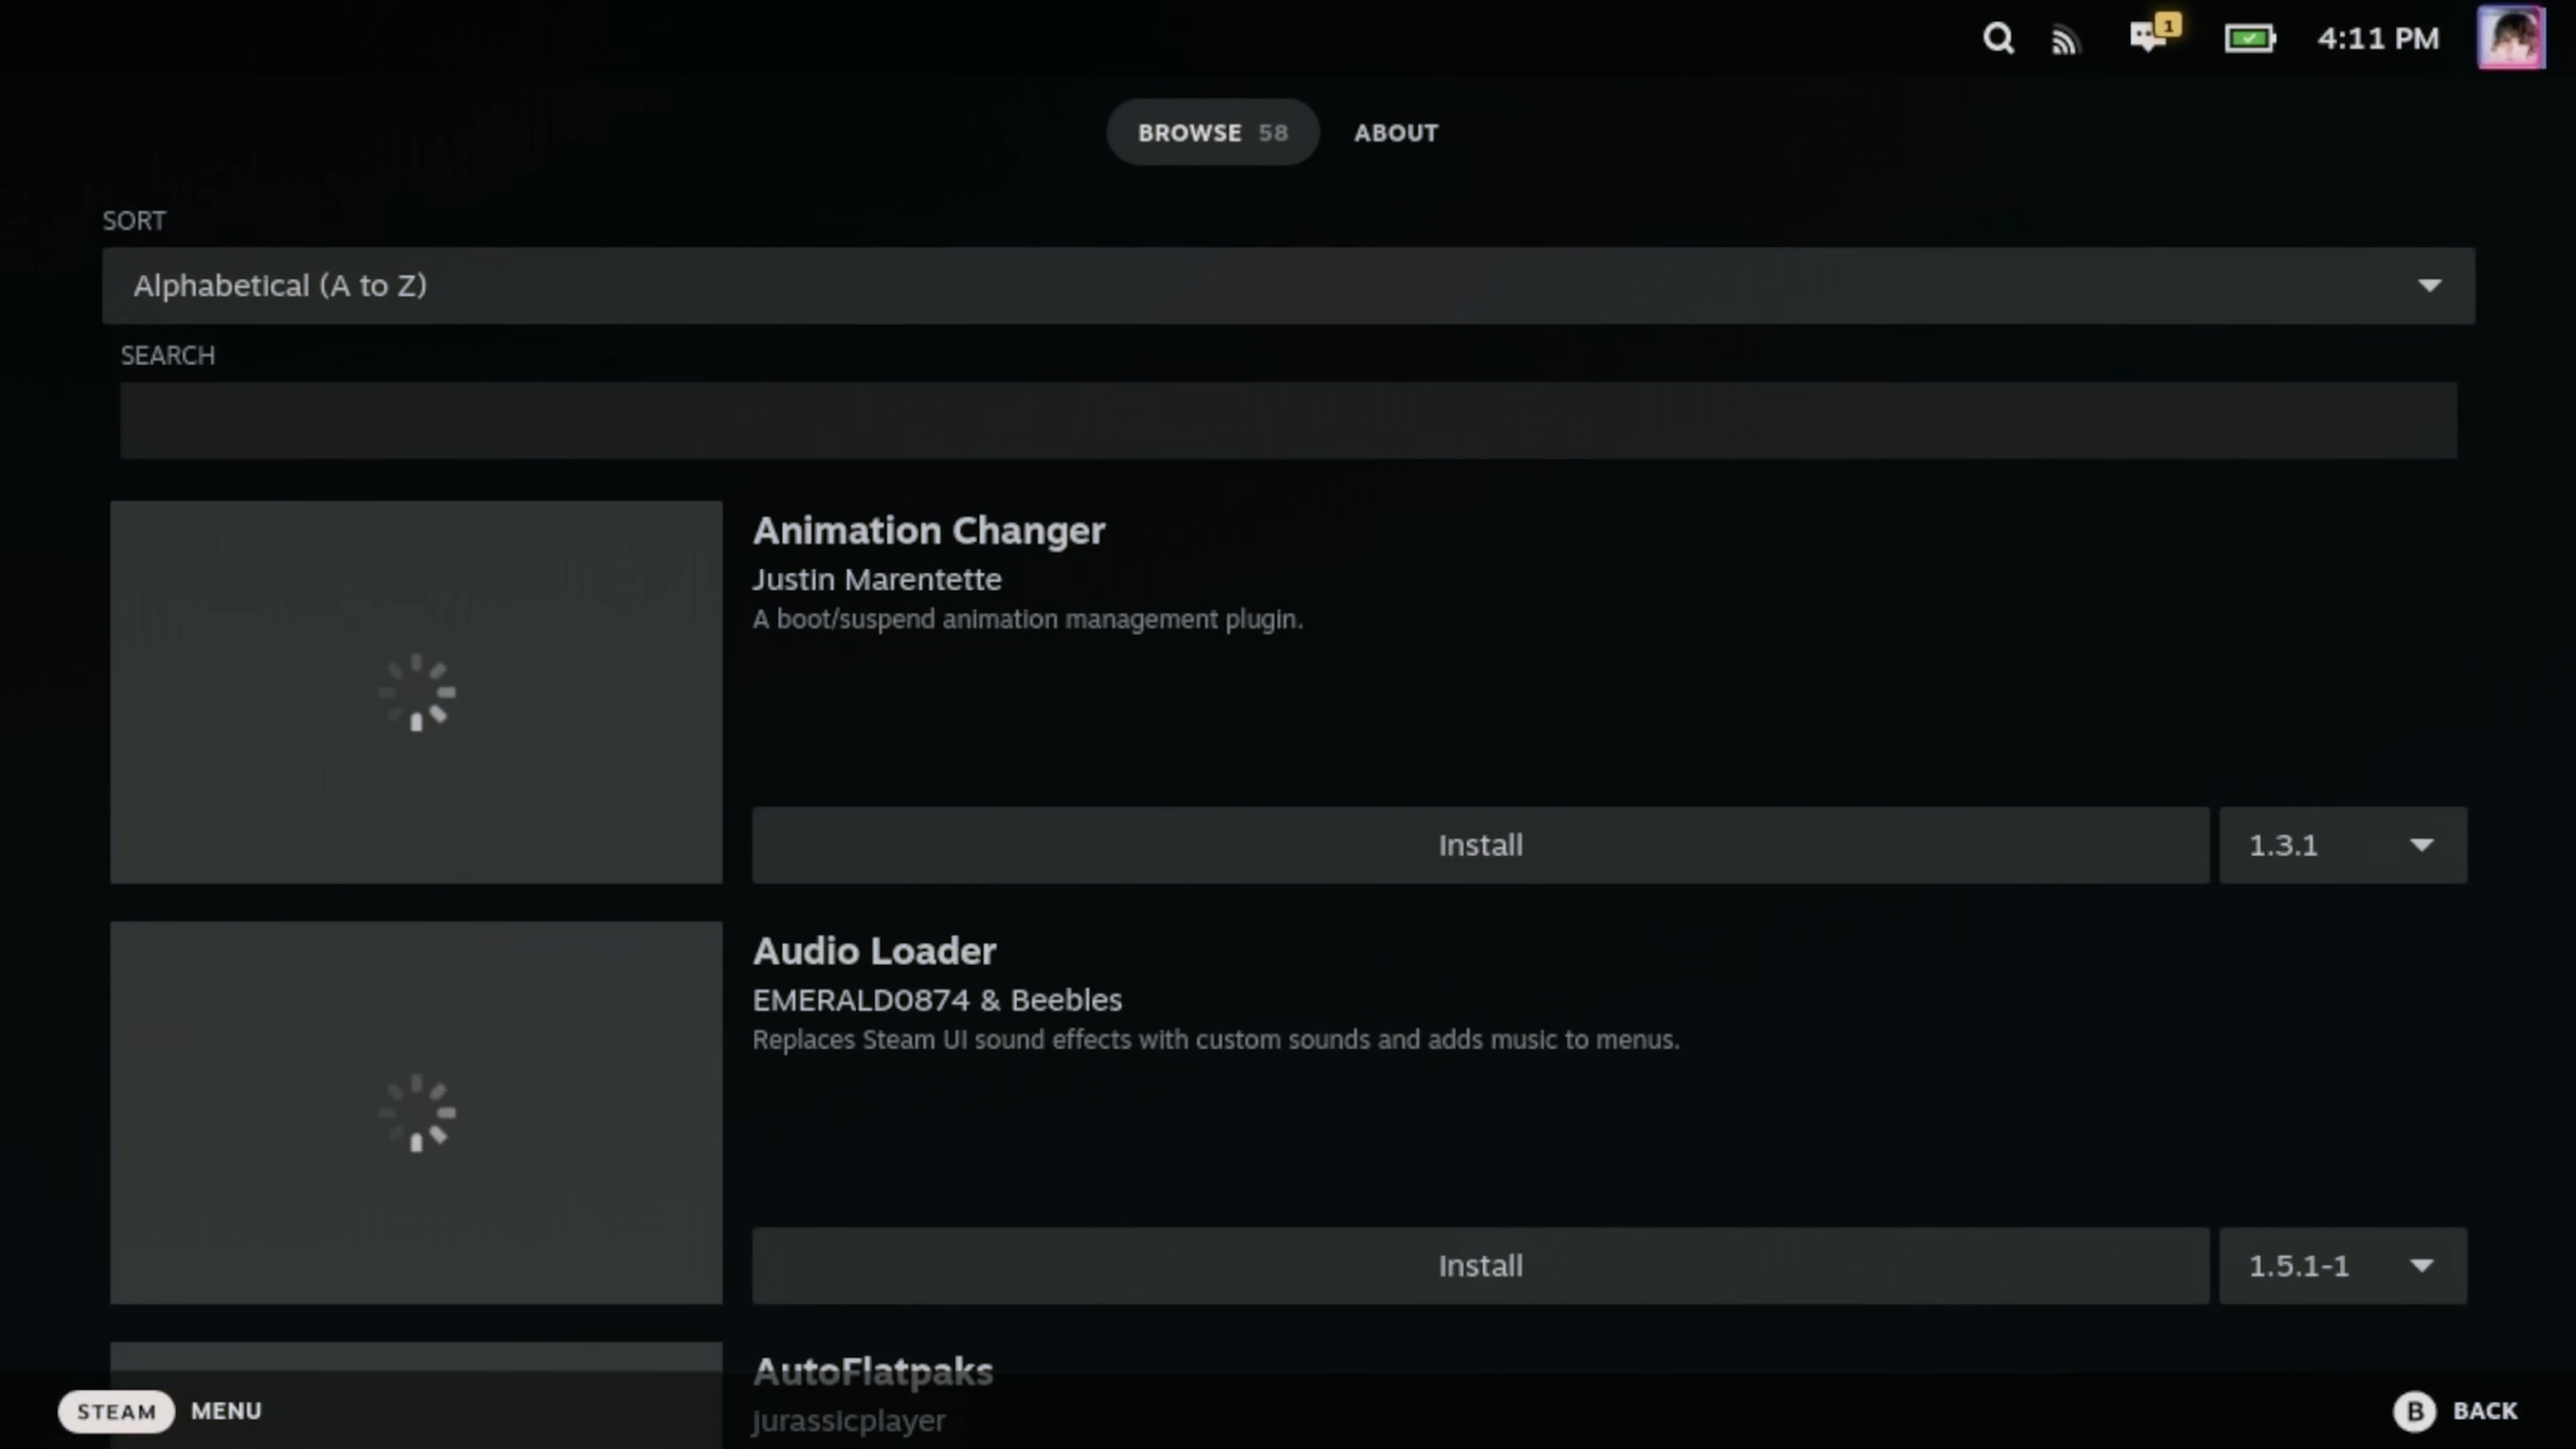 1
4:11 PM
BROWSE 58
ABOUT
SORT
Alphabetical (A to Z)
SEARCH
Animation Changer
Justin Marentette
A boot/suspend animation management plugin.
Install
1.3.1
Audio Loader
EMERALD0874 & Beebles
Replaces Steam UI sound effects with custom sounds and adds music to menus.
Install
1.5.1-1
AutoFlatpaks
Jurassicplayer
STEAM MENU
B BACK